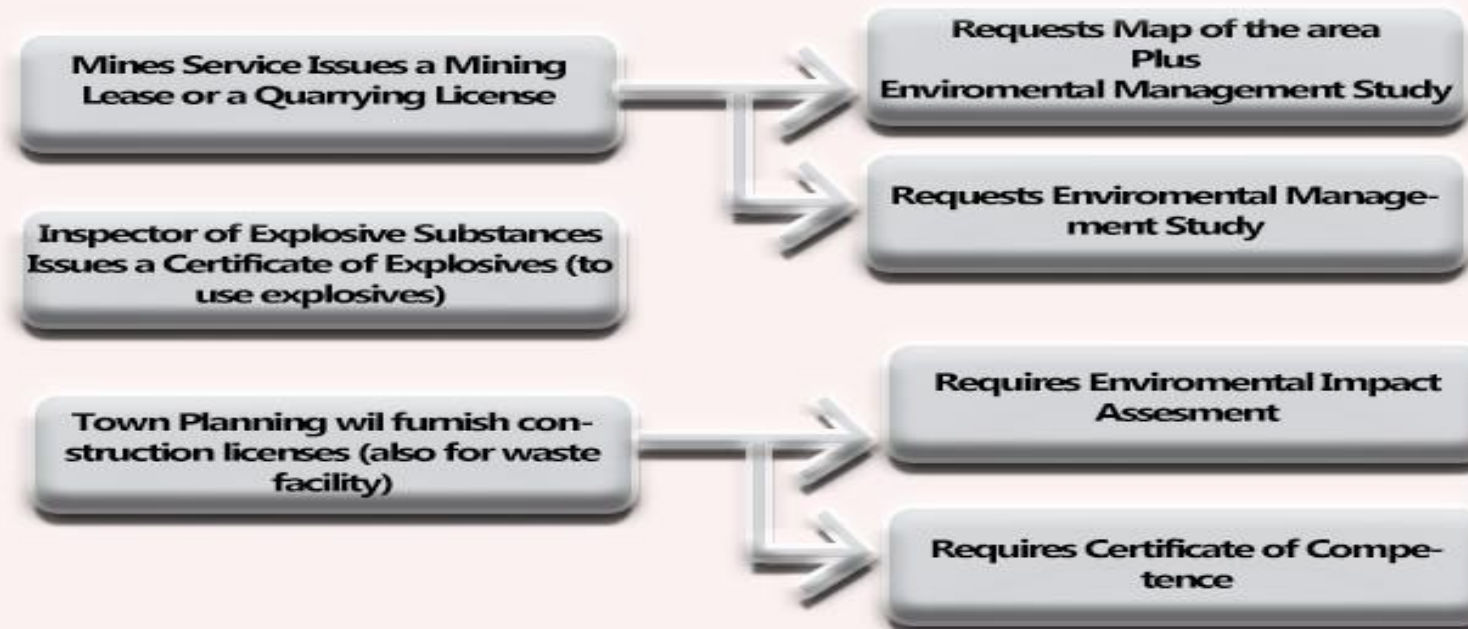 Mines Service Issues a Mining
Lease or a Quarrying License
Requests Map of the area
Plus
Enviromental Management Study
Requests Enviromental Manage-
ment Study
Inspector of Explosive Substances
Issues a Certificate of Explosives (to
use explosives)
Town Planning wil furnish con-
struction licenses (also for waste
facility)
Requires Enviromental Impact
Assesment
Requires Certificate of Compe-
tence